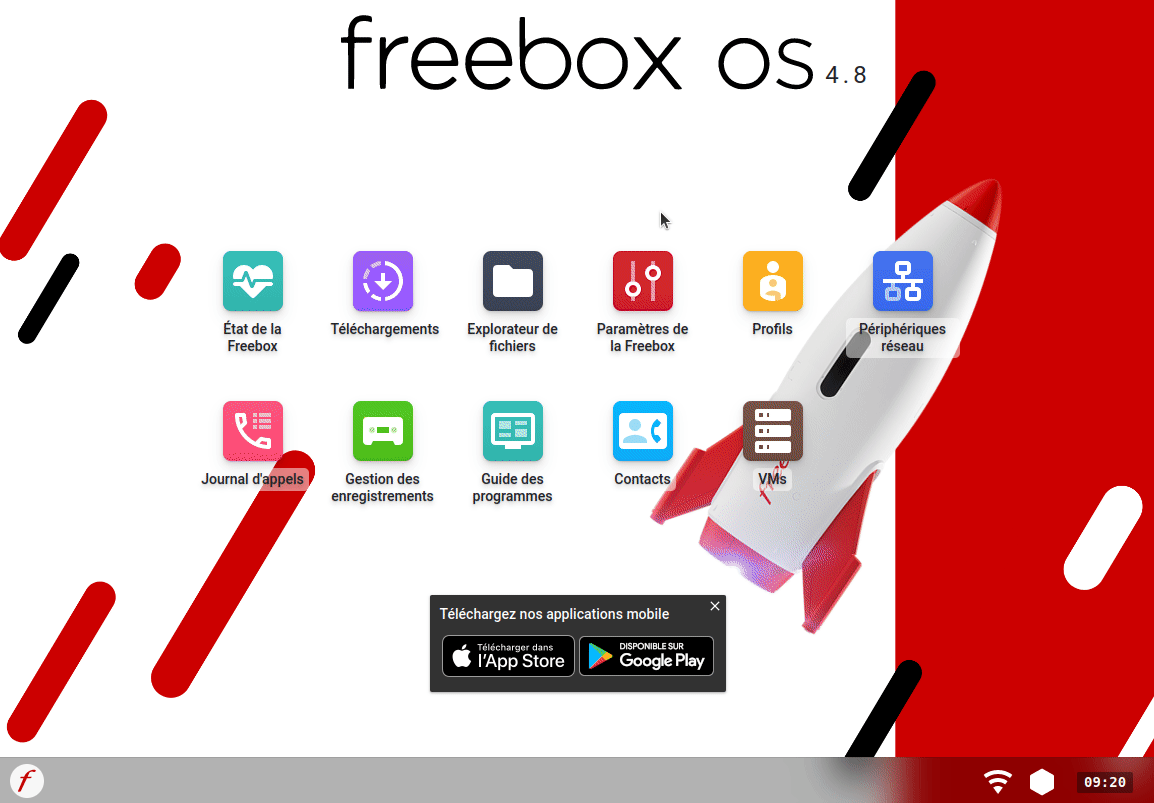 freebox os 4.8
État de la
Freebox
Téléchargements
Explorateur de
fichiers
Paramètres de
la Freebox
Profils
Périphériques
réseau
Journal d'appels
Gestion des
enregistrements
Guide des
programmes
Contacts
VMs
free
Téléchargez nos applications mobile
Télécharger dans
l'App Store
DISPONIBLE SUR
Google Play
f
09:20